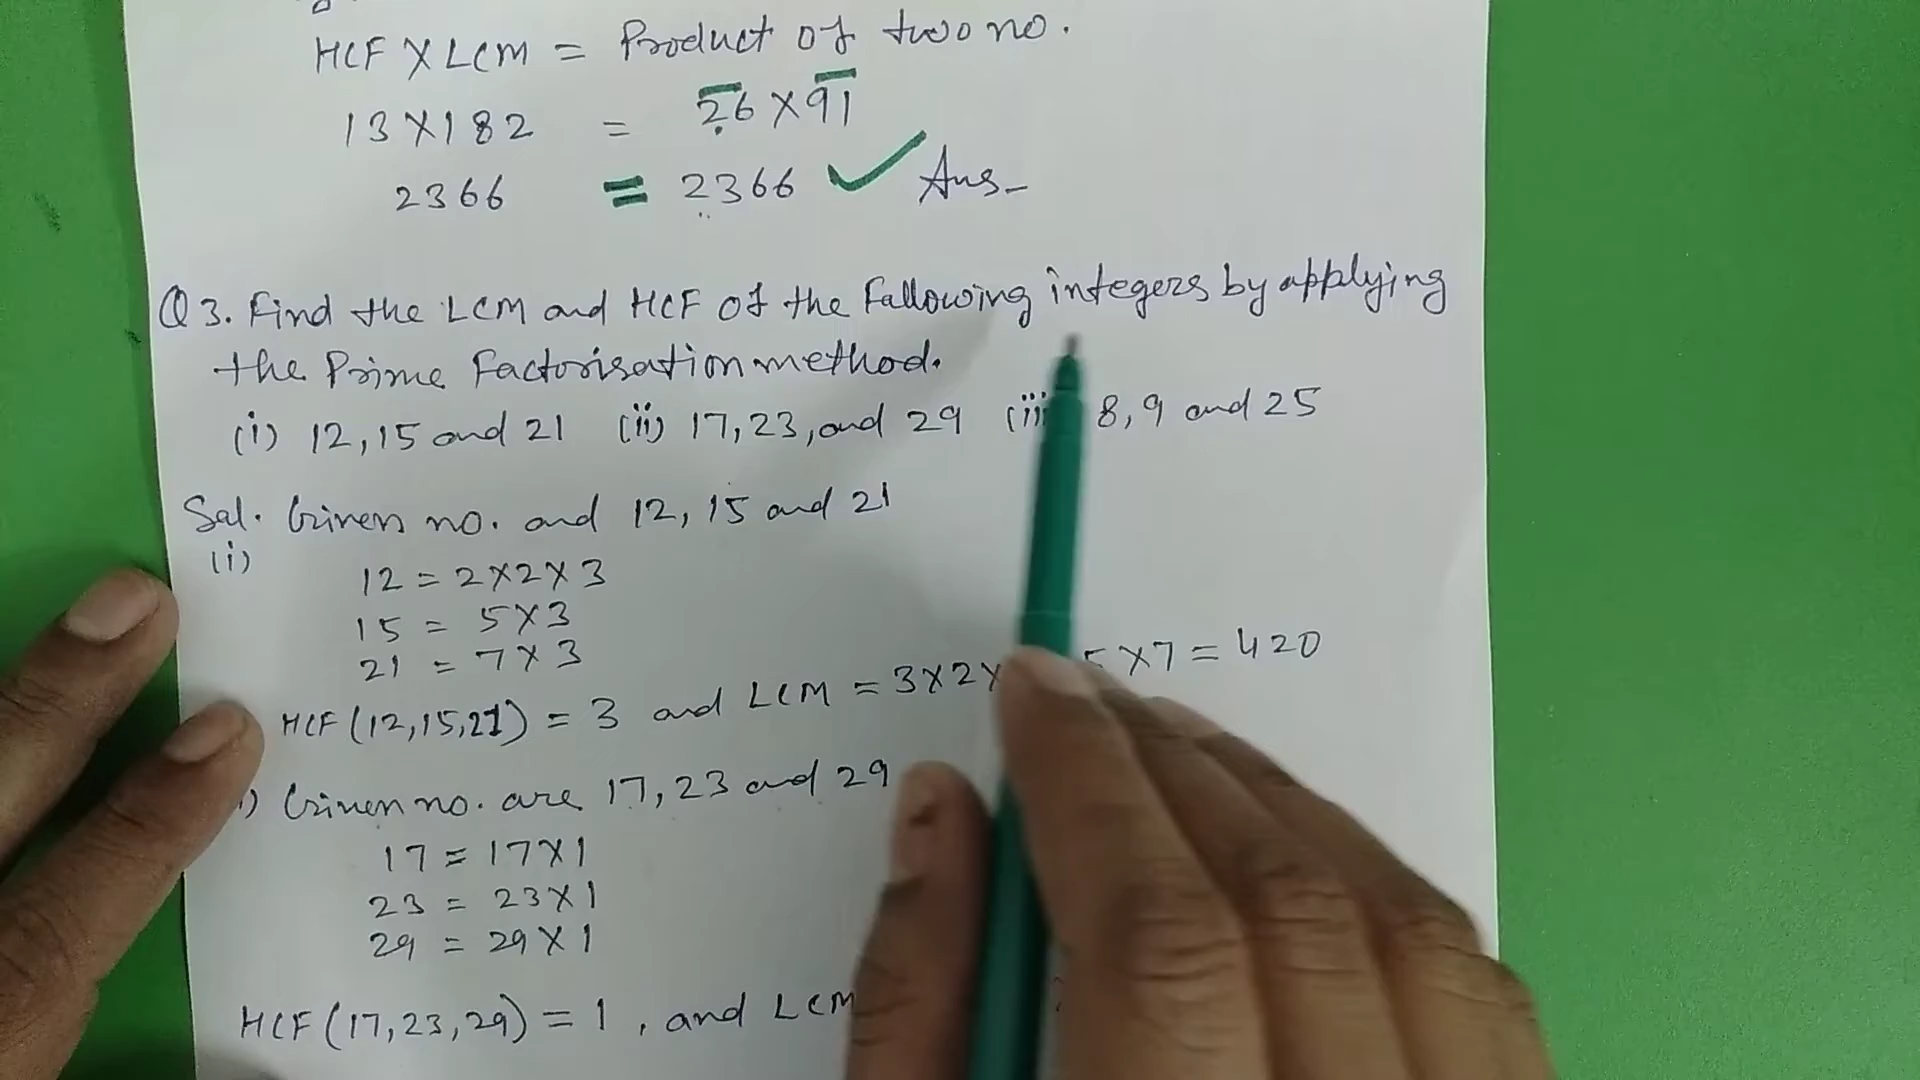 HCF X LCM = Product of two no.
13 X 182 = 26 X 91
2366 = 2366 ✓ Ans-
Q 3. Find the LCM and HCF of the Fallowing integers by applying
the Prime Factorisation method.
(i) 12, 15 and 21 (ii) 17, 23, and 29 (iii 8, 9 and 25
Sal. Given no. and 12, 15 and 21
(i)
12 = 2 X 2 X 3
15 = 5 X 3
21 = 7 X 3
HCF (12, 15, 21) = 3 and LCM = 3 X 2 X 5 X 7 = 420
) Given no. are 17, 23 and 29
17 = 17 X 1
23 = 23 X 1
29 = 29 X 1
HCF (17, 23, 29) = 1, and LCM